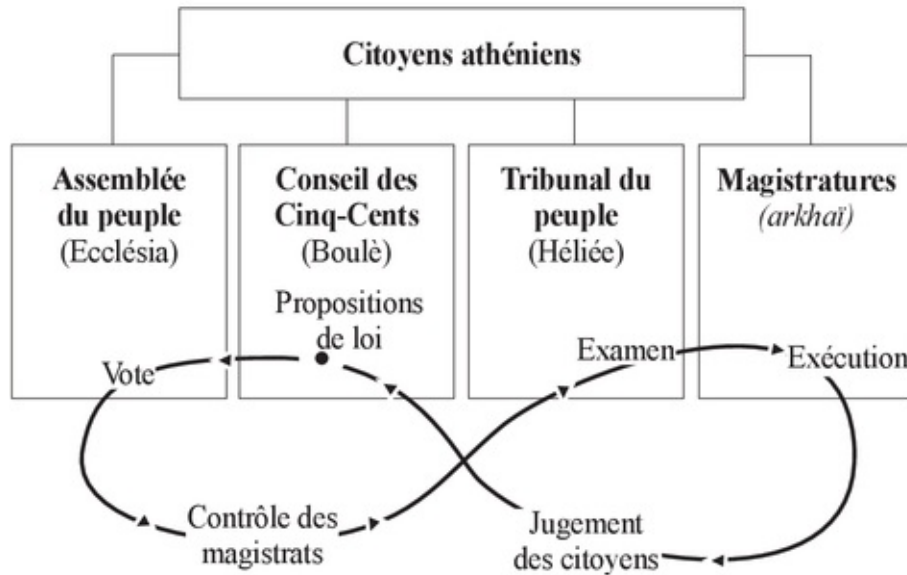 Citoyens athéniens
Assemblée
du peuple
(Ecclésia)
Conseil des
Cinq-Cents
(Boulè)
Tribunal du
peuple
(Héliée)
Magistratures
(arkhaï)
Propositions
de loi
Vote
Examen
Exécution
Contrôle des
magistrats
Jugement
des citoyens